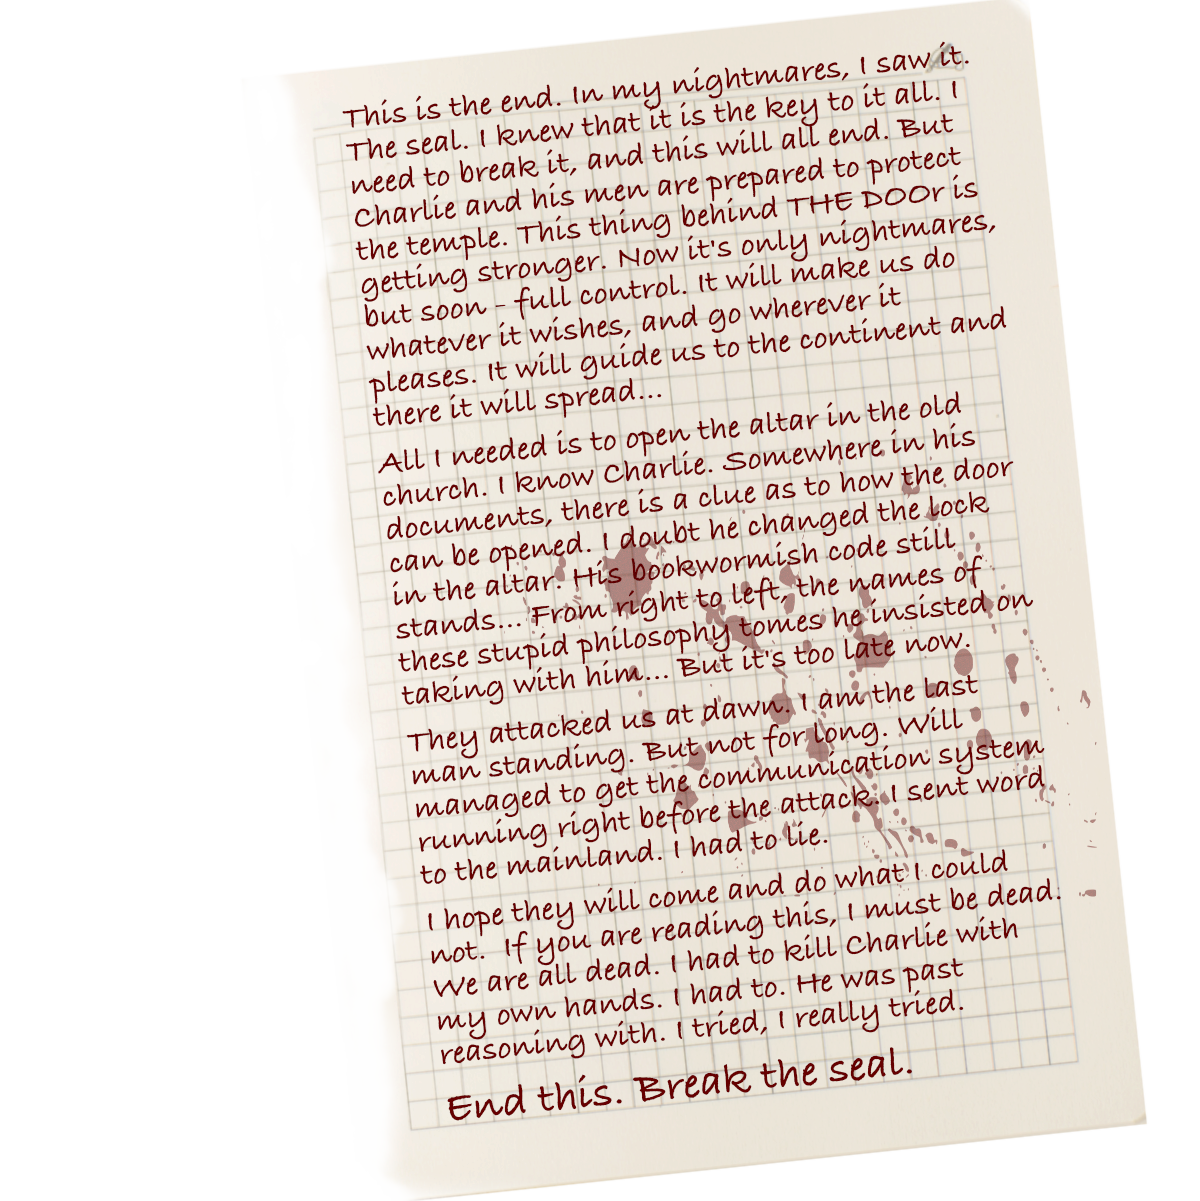 This is the end. In my nightmares, I saw it.
The seal. I knew that it is the key to it all. I
need to break it, and this will all end. But
Charlie and his men are prepared to protect
the temple. This thing behind THE DOOr is
getting stronger. Now it's only nightmares,
but soon - full control. It will make us do
whatever it wishes, and go wherever it
pleases. It will guide us to the continent and
there it will spread...
All I needed is to open the altar in the old
church. I know Charlie. Somewhere in his
documents, there is a clue as to how the door
can be opened. I doubt he changed the lock
in the altar. His bookwormish code still
stands... From right to left, the names of
these stupid philosophy tomes he insisted on
taking with him... But it's too late now.
They attacked us at dawn. I am the last
man standing. But not for long. Will
managed to get the communication system
running right before the attack. I sent word
to the mainland. I had to lie.
I hope they will come and do what I could
not. If you are reading this, I must be dead.
We are all dead. I had to kill Charlie with
my own hands. I had to. He was past
reasoning with. I tried, I really tried.
End this. Break the seal.